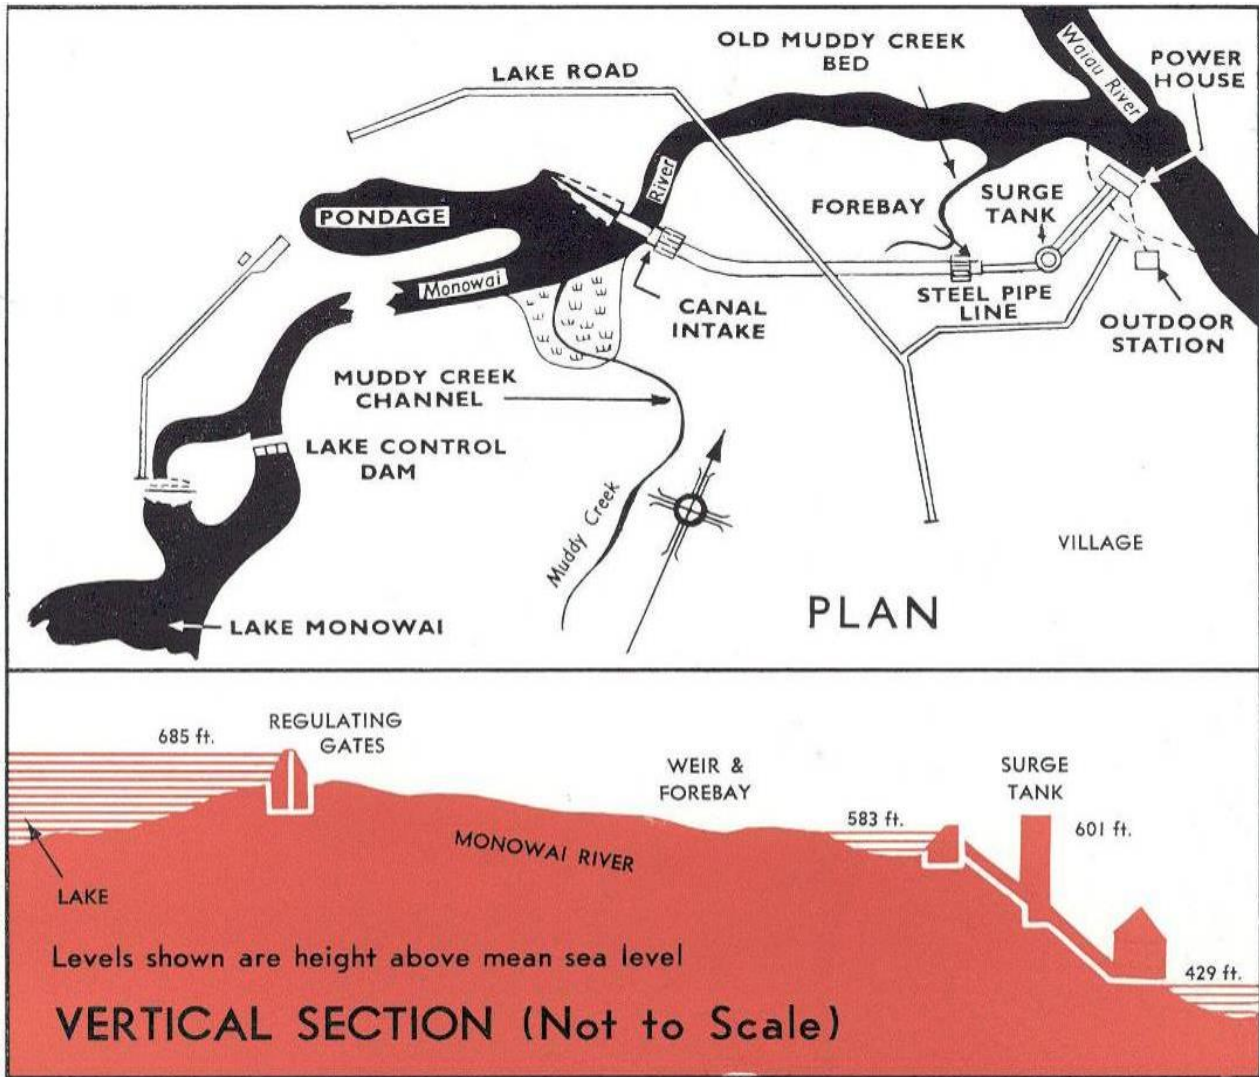 OLD MUDDY CREEK
BED
Waiau River
POWER
HOUSE
LAKE ROAD
River
SURGE
TANK
FOREBAY
PONDAGE
Monowai
STEEL PIPE
LINE
CANAL
INTAKE
OUTDOOR
STATION
MUDDY CREEK
CHANNEL
LAKE CONTROL
DAM
Muddy Creek
VILLAGE
PLAN
LAKE MONOWAI
685 ft.
REGULATING
GATES
WEIR &
FOREBAY
SURGE
TANK
583 ft.
601 ft.
MONOWAI RIVER
LAKE
Levels shown are height above mean sea level
429 ft.
VERTICAL SECTION (Not to Scale)